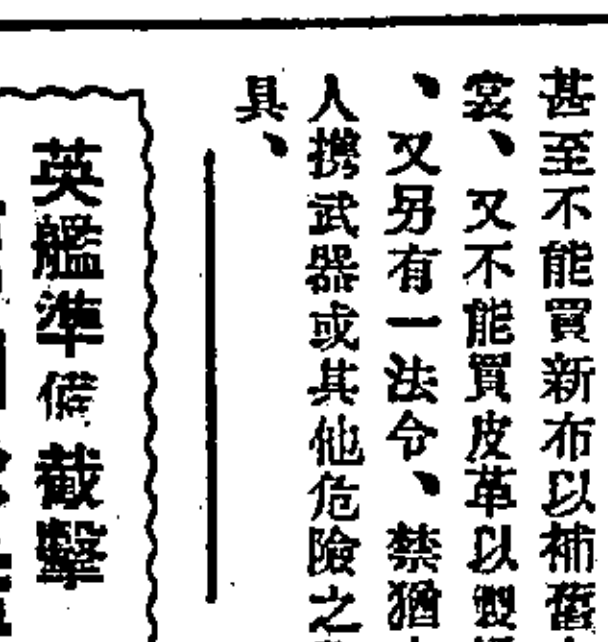 甚至不能買新布以補舊
裳、又不能買皮革以製
、又另有一法令、禁猶
人携武器或其他危險之
具、
英艦準備截擊